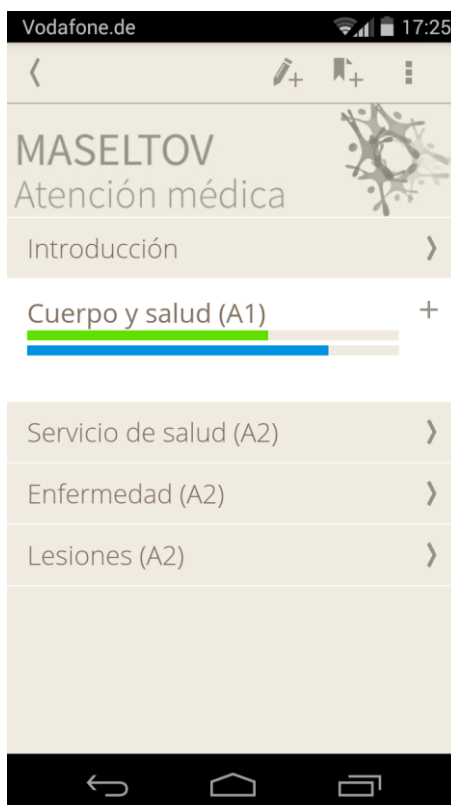 Vodafone.de 17:25
MASELTOV
Atención médica
Introducción
Cuerpo y salud (A1)
Servicio de salud (A2)
Enfermedad (A2)
Lesiones (A2)